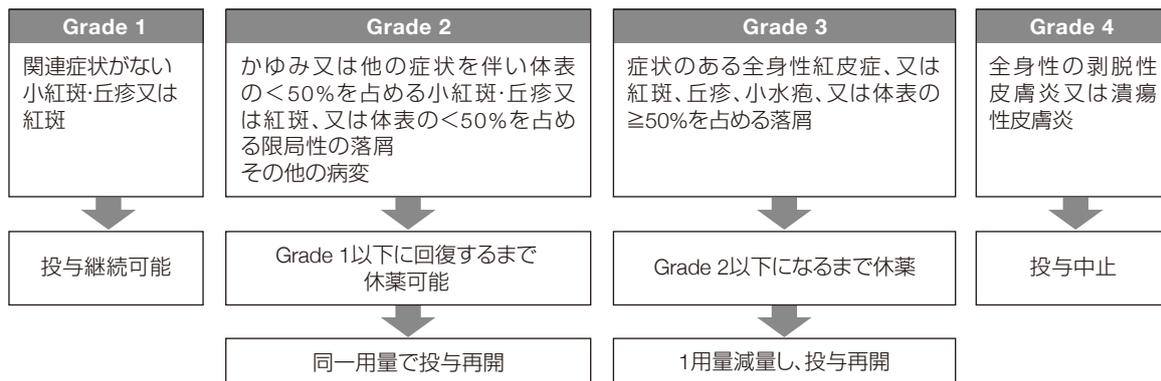 Grade 1
関連症状がない
小紅斑・丘疹又は
紅斑
投与継続可能
Grade 2
かゆみ又は他の症状を伴い体表
の<50%を占める小紅斑・丘疹又
は紅斑、又は体表の<50%を占め
る限局性の落屑
その他の病変
Grade 1以下に回復するまで
休薬可能
同一用量で投与再開
Grade 3
症状のある全身性紅皮症、又は
紅斑、丘疹、小水疱、又は体表の
≧50%を占める落屑
Grade 2以下になるまで休薬
1用量減量し、投与再開
Grade 4
全身性の剥脱性
皮膚炎又は潰瘍
性皮膚炎
投与中止